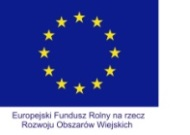 Europejski Fundusz Rolny na rzecz
Rozwoju Obszarów Wiejskich